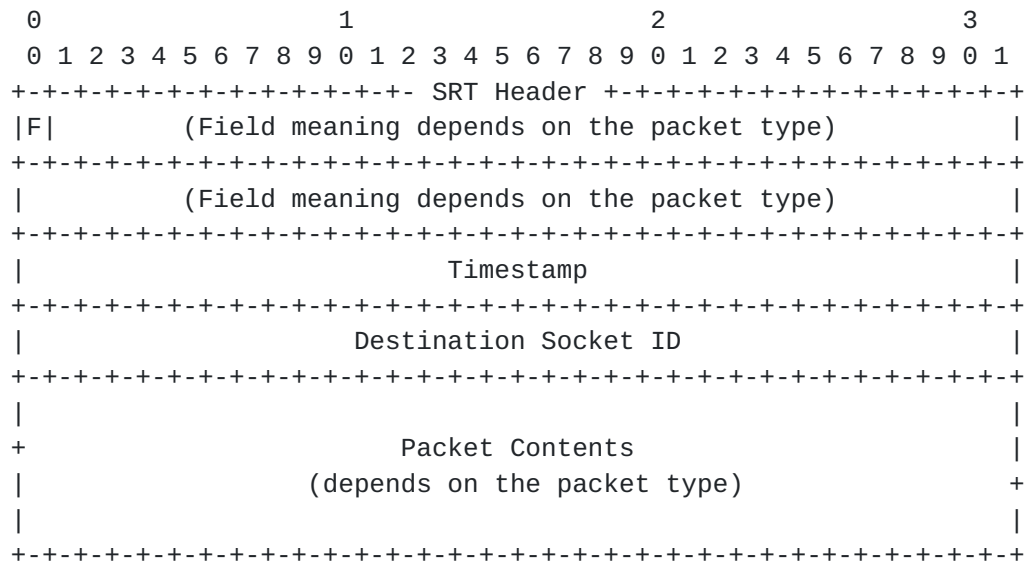 0                   1                   2                   3
 0 1 2 3 4 5 6 7 8 9 0 1 2 3 4 5 6 7 8 9 0 1 2 3 4 5 6 7 8 9 0 1
+-+-+-+-+-+-+-+-+-+-+-+-+- SRT Header +-+-+-+-+-+-+-+-+-+-+-+-+-+
|F|        (Field meaning depends on the packet type)           |
+-+-+-+-+-+-+-+-+-+-+-+-+-+-+-+-+-+-+-+-+-+-+-+-+-+-+-+-+-+-+-+-+
|          (Field meaning depends on the packet type)           |
+-+-+-+-+-+-+-+-+-+-+-+-+-+-+-+-+-+-+-+-+-+-+-+-+-+-+-+-+-+-+-+-+
|                           Timestamp                           |
+-+-+-+-+-+-+-+-+-+-+-+-+-+-+-+-+-+-+-+-+-+-+-+-+-+-+-+-+-+-+-+-+
|                     Destination Socket ID                     |
+-+-+-+-+-+-+-+-+-+-+-+-+-+-+-+-+-+-+-+-+-+-+-+-+-+-+-+-+-+-+-+-+
|                                                               |
+                        Packet Contents                        |
|                  (depends on the packet type)                 +
|                                                               |
+-+-+-+-+-+-+-+-+-+-+-+-+-+-+-+-+-+-+-+-+-+-+-+-+-+-+-+-+-+-+-+-+